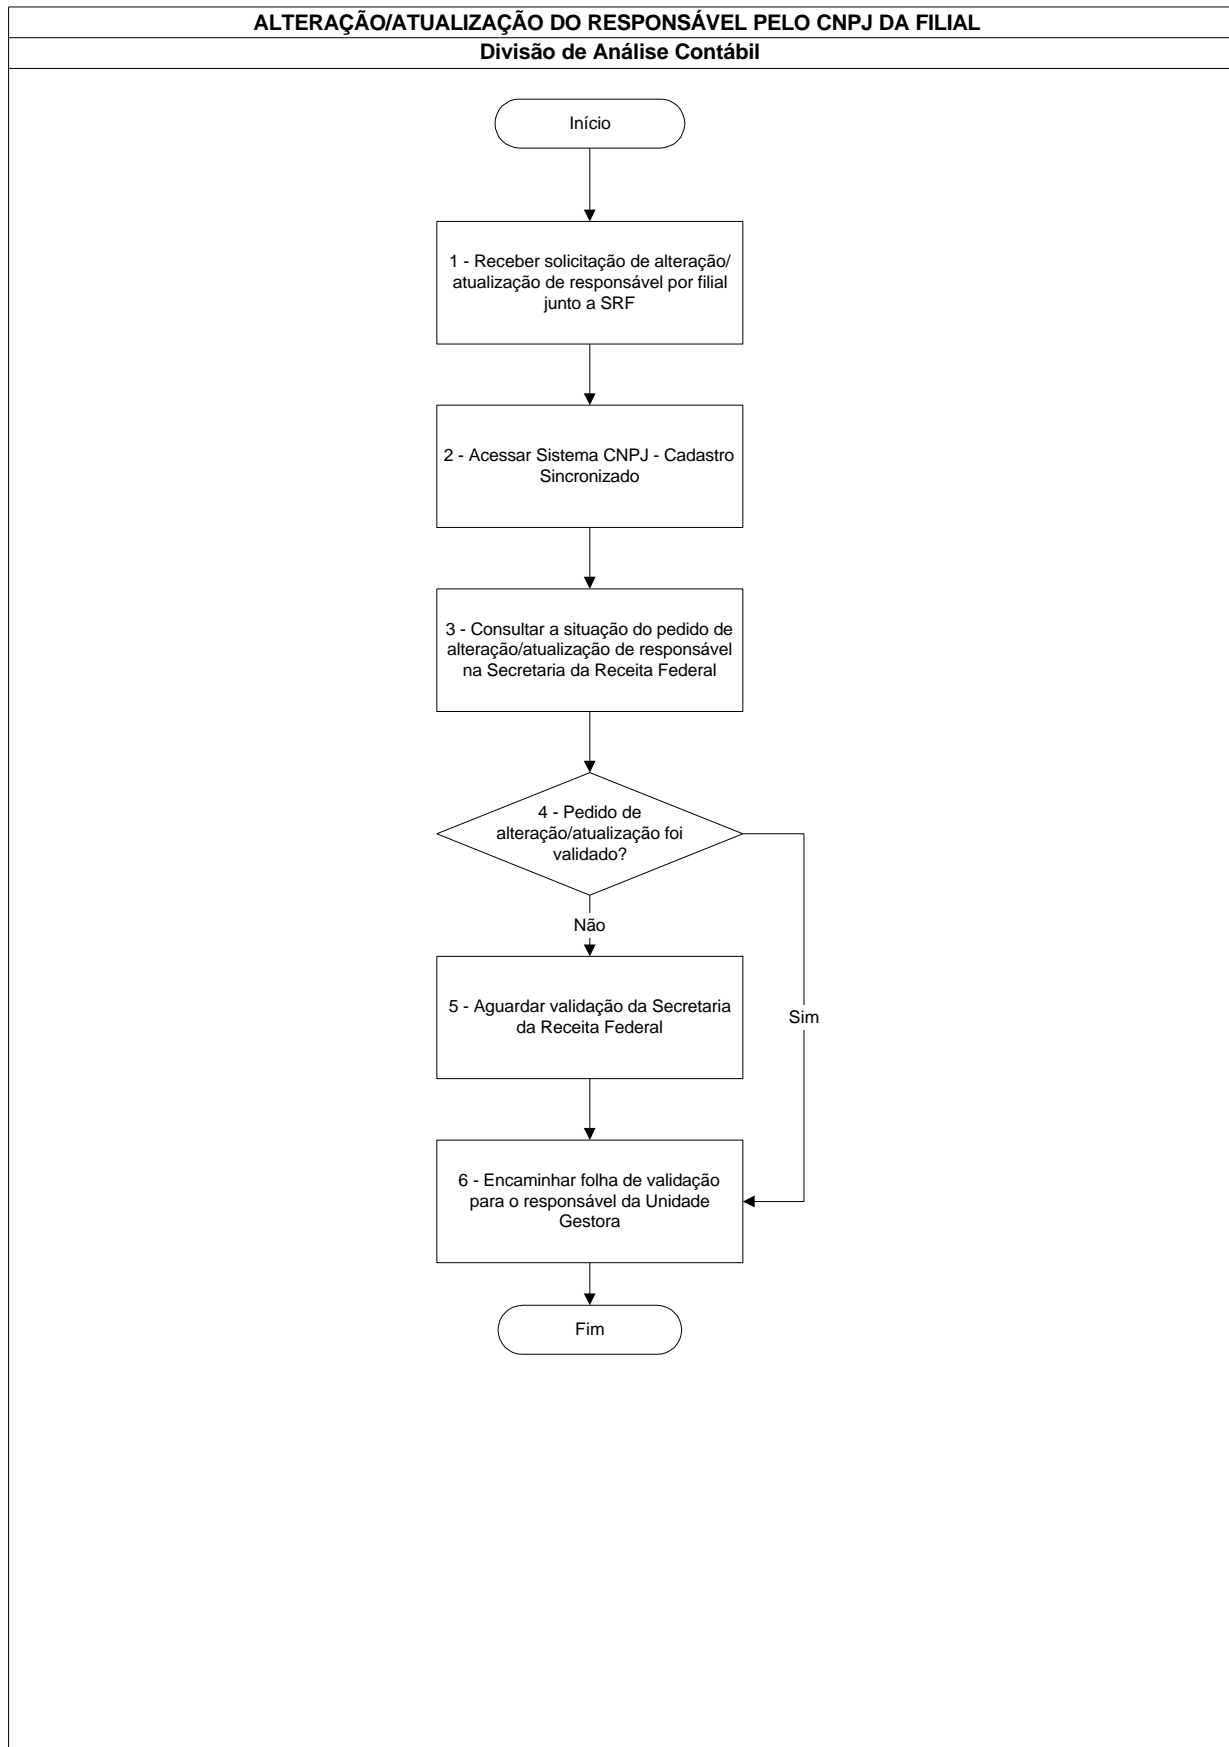 ALTERAÇÃO/ATUALIZAÇÃO DO RESPONSÁVEL PELO CNPJ DA FILIAL
Divisão de Análise Contábil
Início
1 - Receber solicitação de alteração/
atualização de responsável por filial
junto a SRF
2 - Acessar Sistema CNPJ - Cadastro
Sincronizado
3 - Consultar a situação do pedido de
alteração/atualização de responsável
na Secretaria da Receita Federal
4 - Pedido de
alteração/atualização foi
validado?
Não
5 - Aguardar validação da Secretaria
da Receita Federal
Sim
6 - Encaminhar folha de validação
para o responsável da Unidade
Gestora
Fim